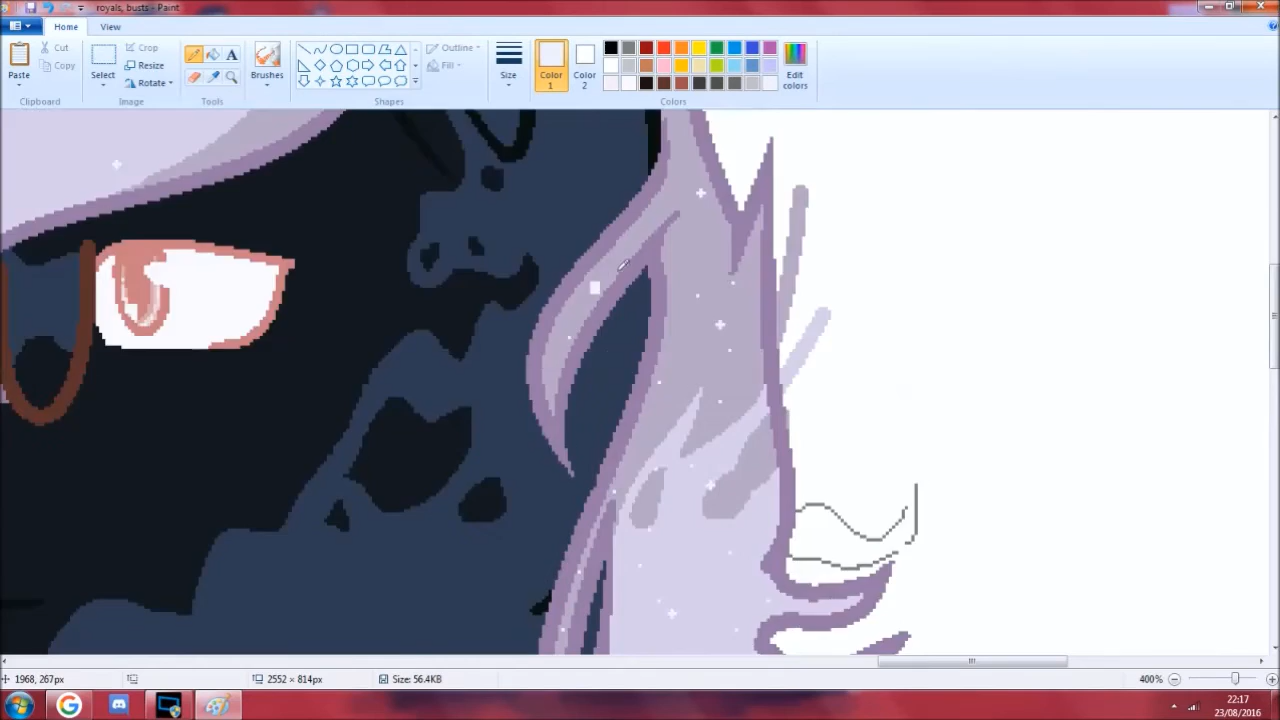 royals, busts - Paint
Home View
Paste
Cut
Copy
Clipboard
Select
Crop
Resize
Rotate
Image
A
Tools
Brushes
Outline
Fill
Shapes
Size
Color 1
Color 2
Edit colors
Colors
1968, 267px
2552 × 814px
Size: 56.4KB
400%
22:17
23/08/2016